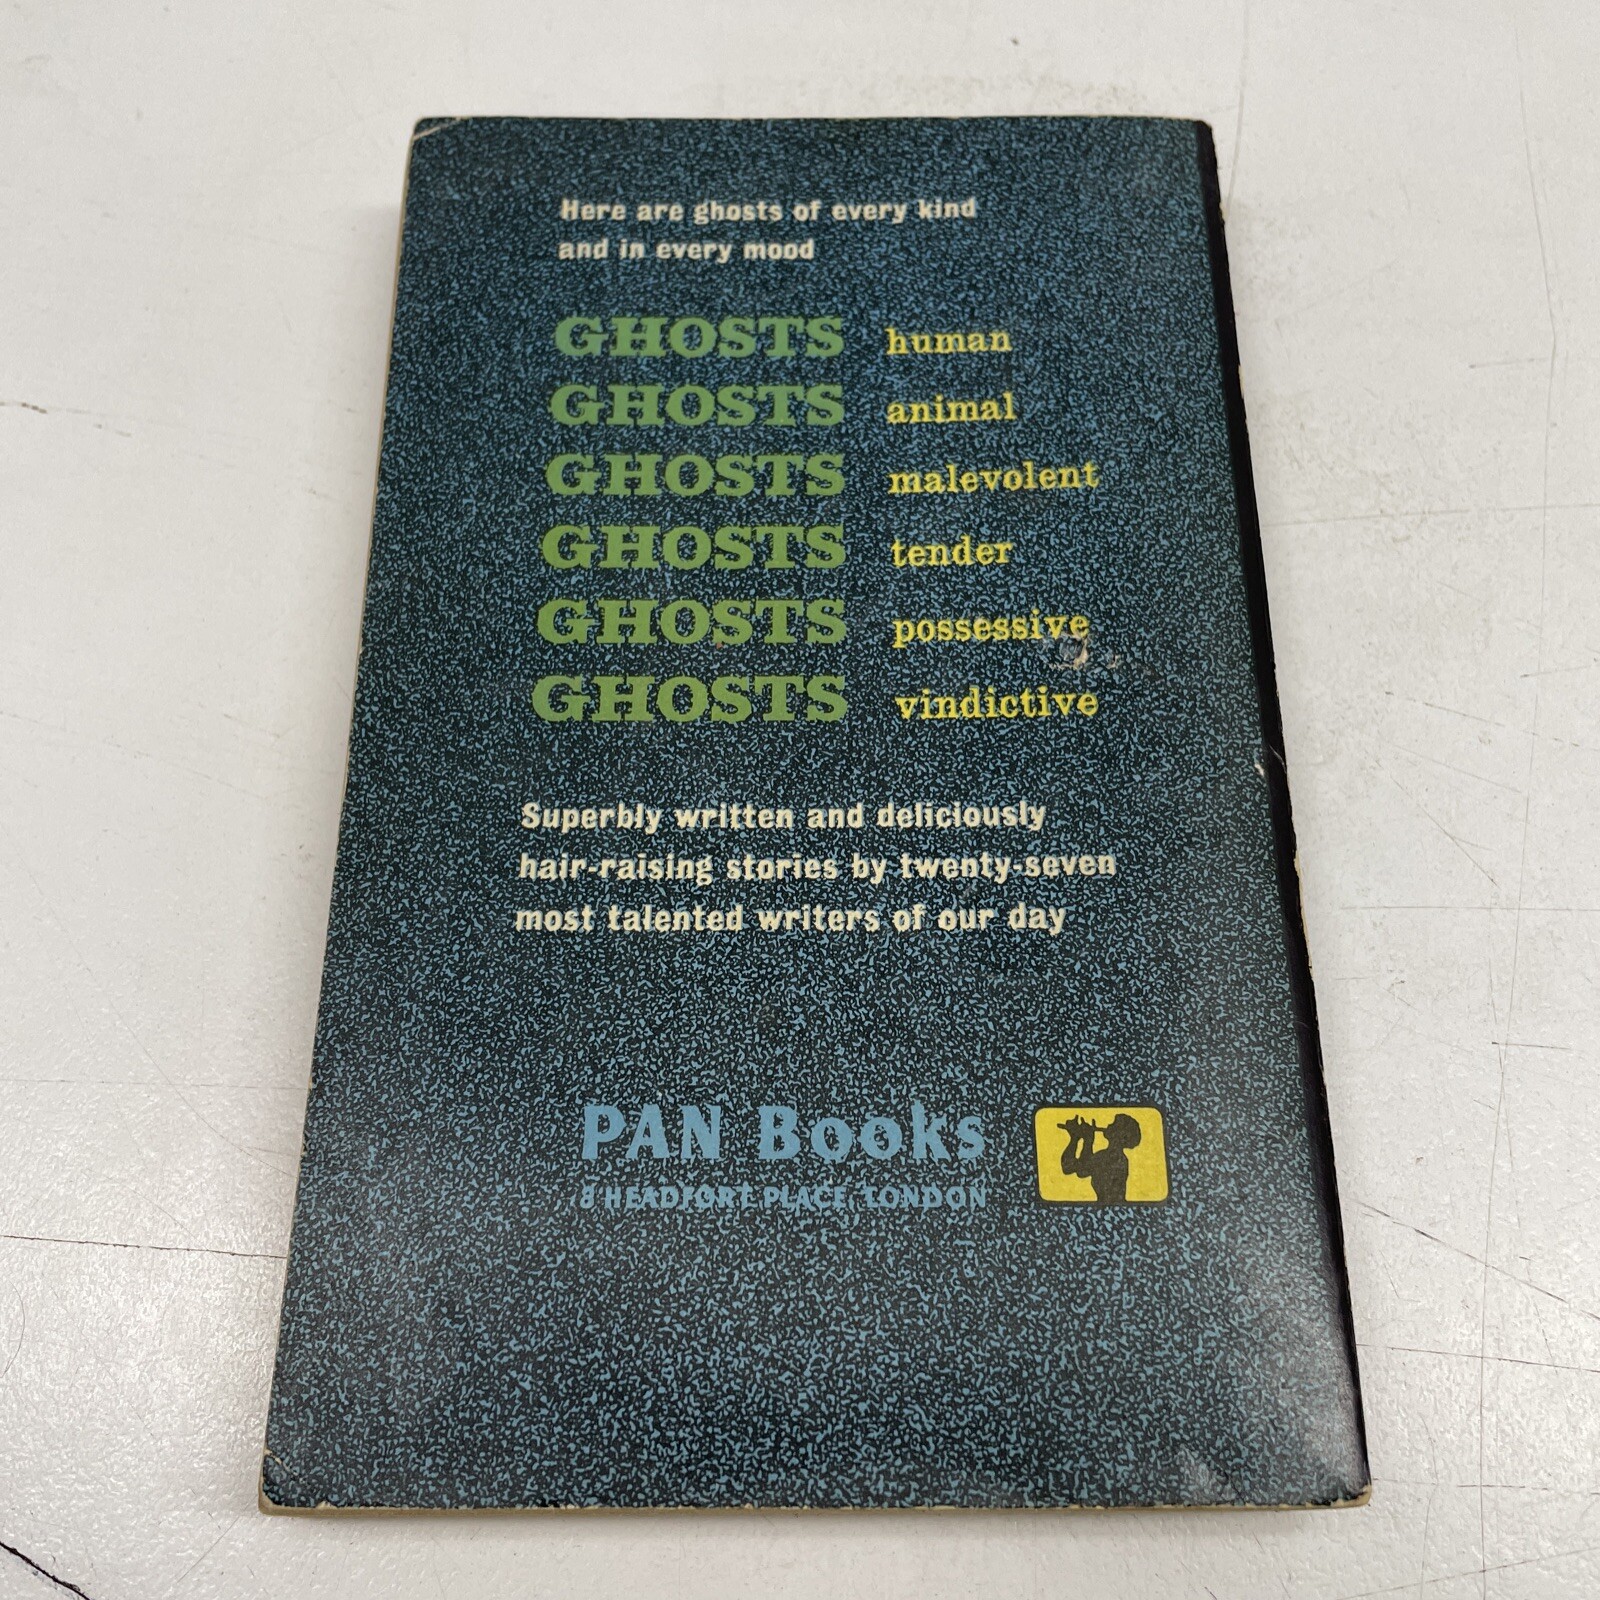 Here are ghosts of every kind
and in every mood
GHOSTS human
GHOSTS animal
GHOSTS malevolent
GHOSTS tender
GHOSTS possessive
GHOSTS vindictive
Superbly written and deliciously
hair-raising stories by twenty-seven
most talented writers of our day
PAN Books
8 HEADFORT PLACE, LONDON